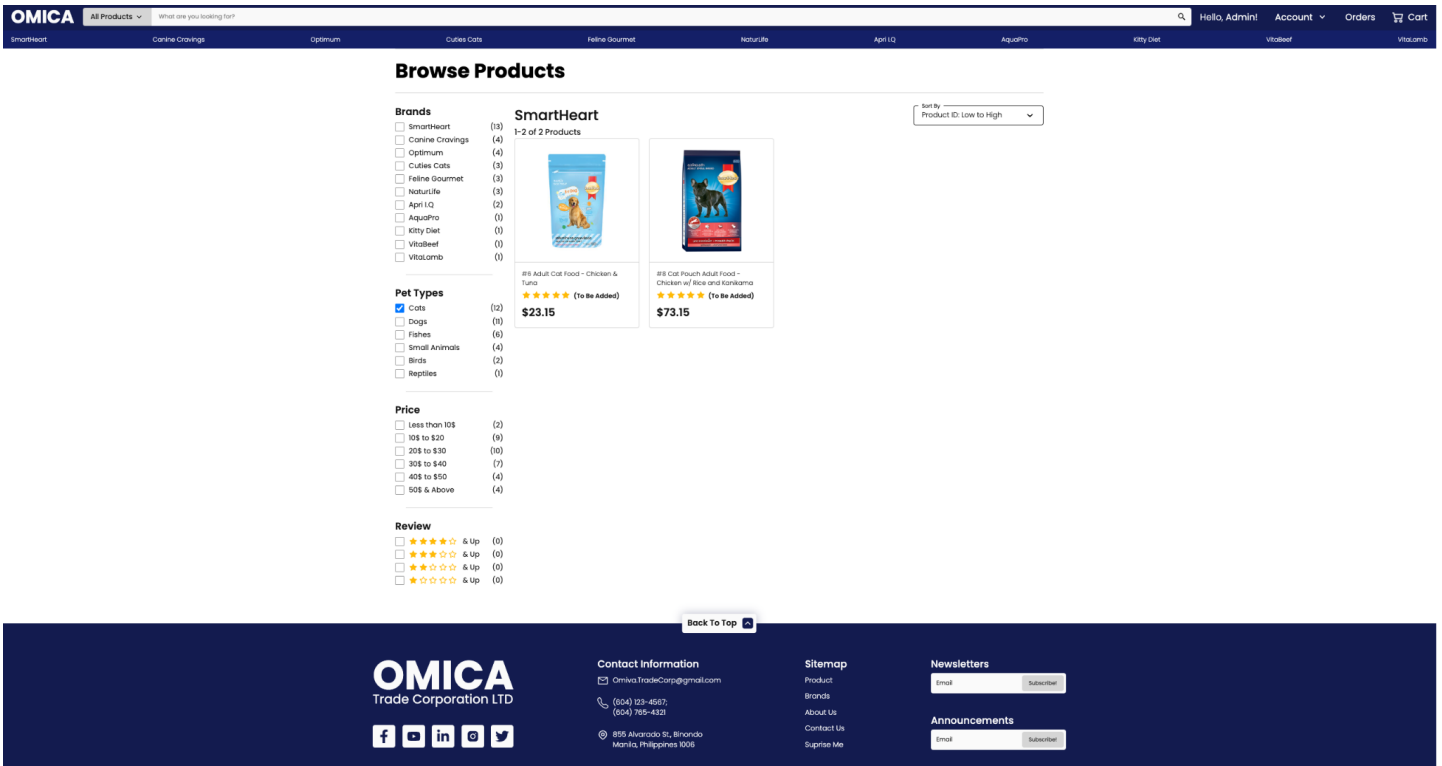 OMICA All Products What are you looking for? Hello, Admin! Account Orders Cart
SmartHeart Canine Cravings Optimum Cuties Cats Feline Gourmet NaturLife Apri I.Q AquaPro Kitty Diet VitaBeef VitaLamb
Browse Products
Brands
SmartHeart (13)
Canine Cravings (4)
Optimum (4)
Cuties Cats (3)
Feline Gourmet (3)
NaturLife (3)
Apri I.Q (2)
AquaPro (1)
Kitty Diet (1)
VitaBeef (1)
VitaLamb (1)
Pet Types
Cats (12)
Dogs (11)
Fishes (6)
Small Animals (4)
Birds (2)
Reptiles (1)
Price
Less than 10$ (2)
10$ to $20 (9)
20$ to $30 (10)
30$ to $40 (7)
40$ to $50 (4)
50$ & Above (4)
Review
& Up (0)
& Up (0)
& Up (0)
& Up (0)
SmartHeart
1-2 of 2 Products
Sort By
Product ID: Low to High
#6 Adult Cat Food - Chicken &
Tuna
(To Be Added)
$23.15
#8 Cat Pouch Adult Food -
Chicken w/ Rice and Kanikama
(To Be Added)
$73.15
Back To Top
OMICA
Trade Corporation LTD
Contact Information
Omiva.TradeCorp@gmail.com
(604) 123-4567;
(604) 765-4321
855 Alvarado St., Binondo
Manila, Philippines 1006
Sitemap
Product
Brands
About Us
Contact Us
Suprise Me
Newsletters
Email Subscribe!
Announcements
Email Subscribe!